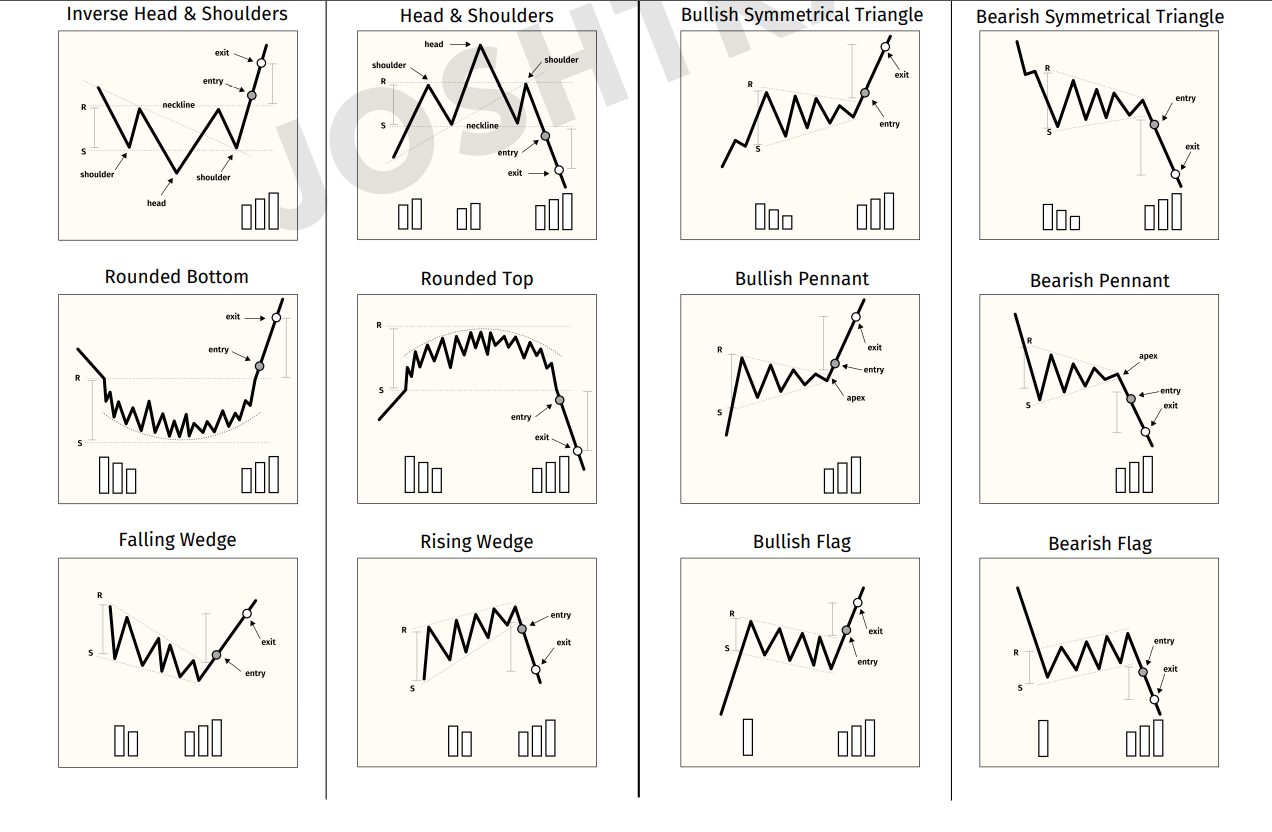 Inverse Head & Shoulders
exit
entry
neckline
R
S
shoulder
shoulder
head
Head & Shoulders
head
shoulder
shoulder
R
S
neckline
entry
exit
Bullish Symmetrical Triangle
R
S
exit
entry
Bearish Symmetrical Triangle
R
S
entry
exit
Rounded Bottom
exit
entry
R
S
Rounded Top
R
S
entry
exit
Bullish Pennant
R
S
exit
entry
apex
Bearish Pennant
R
S
apex
entry
exit
Falling Wedge
R
S
exit
entry
Rising Wedge
R
S
entry
exit
Bullish Flag
R
S
exit
entry
Bearish Flag
R
S
entry
exit
JOSHTR